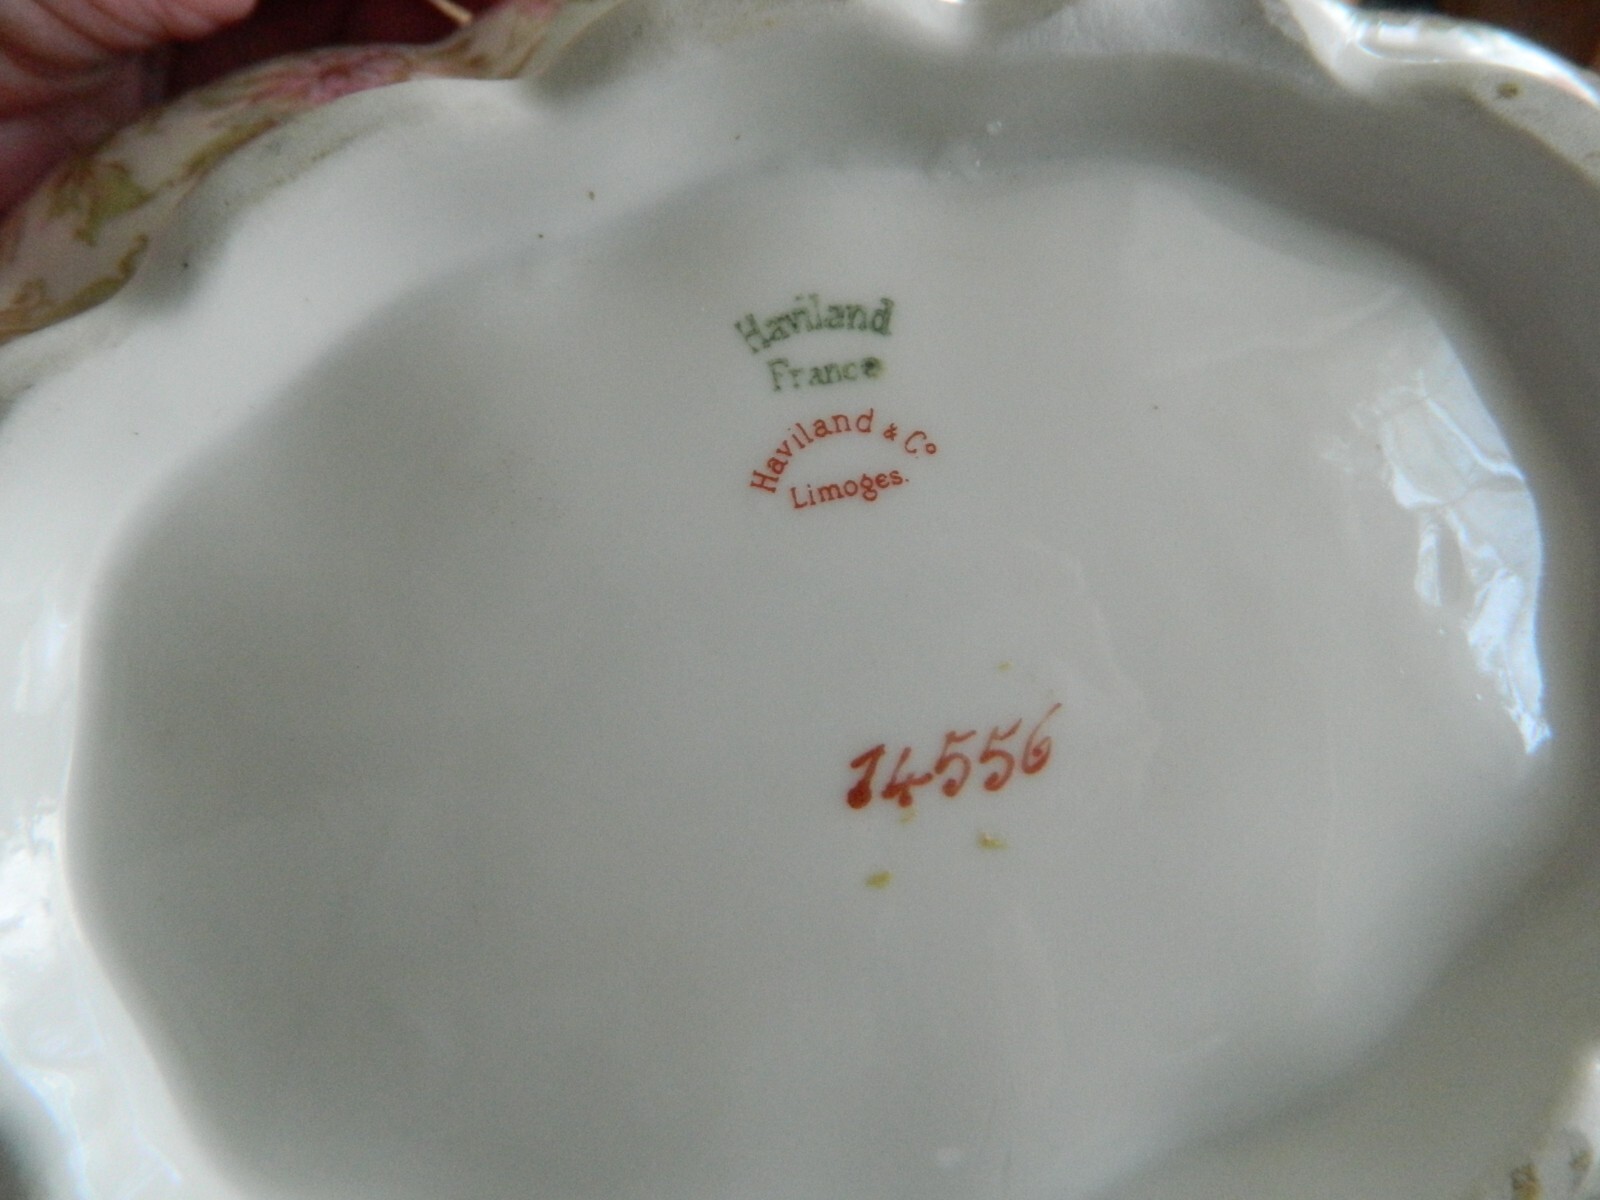 Haviland
France
Haviland & Co
Limoges.
14556